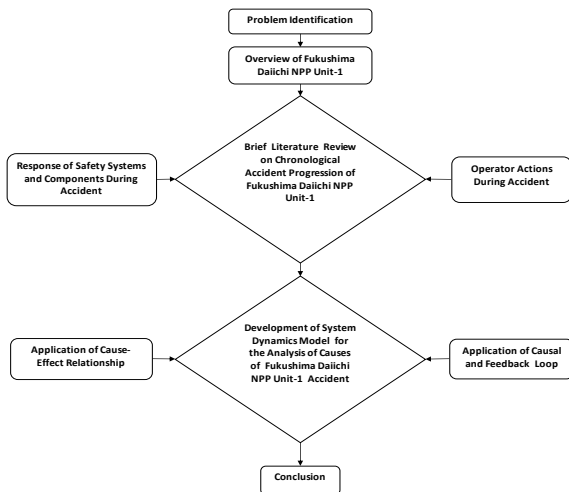 Problem Identification
Overview of Fukushima
Daiichi NPP Unit-1
Brief Literature Review
on Chronological
Accident Progression of
Fukushima Daiichi NPP
Unit-1
Response of Safety Systems
and Components During
Accident
Operator Actions
During Accident
Development of System
Dynamics Model for
the Analysis of Causes
of Fukushima Daiichi
NPP Unit-1 Accident
Application of Cause-
Effect Relationship
Application of Causal
and Feedback Loop
Conclusion